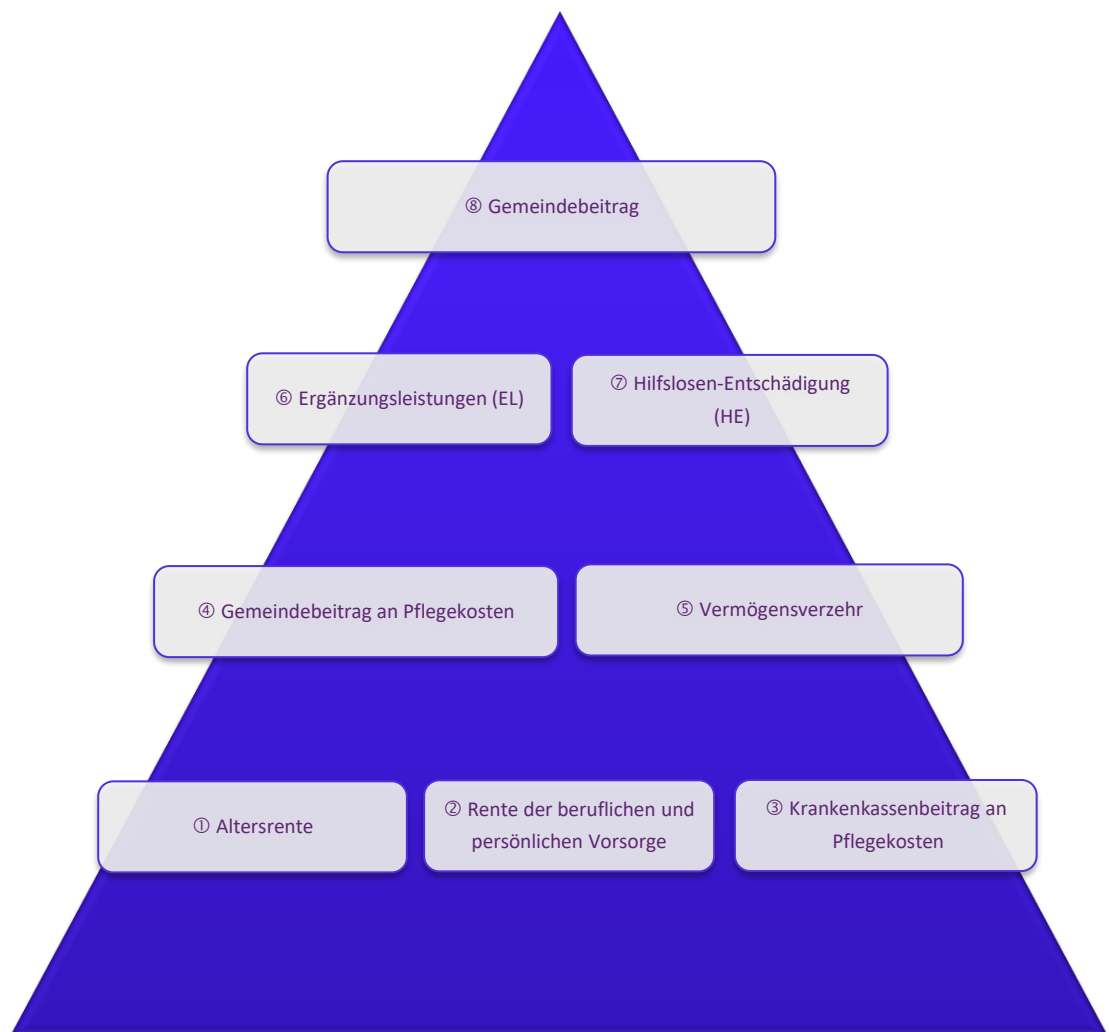 ⑧ Gemeindebeitrag
⑥ Ergänzungsleistungen (EL)
⑦ Hilfslosen-Entschädigung
(HE)
④ Gemeindebeitrag an Pflegekosten
⑤ Vermögensverzehr
① Altersrente
② Rente der beruflichen und
persönlichen Vorsorge
③ Krankenkassenbeitrag an
Pflegekosten